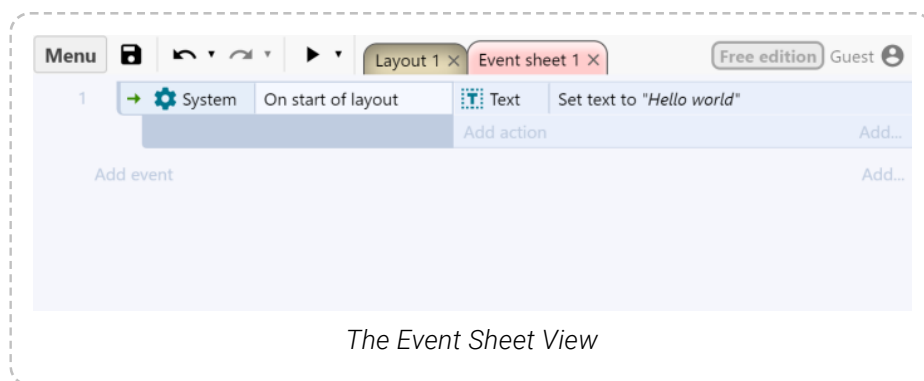 Menu Layout 1 × Event sheet 1 × Free edition Guest
1 System On start of layout Text Set text to "Hello world"
Add action Add...
Add event Add...
The Event Sheet View